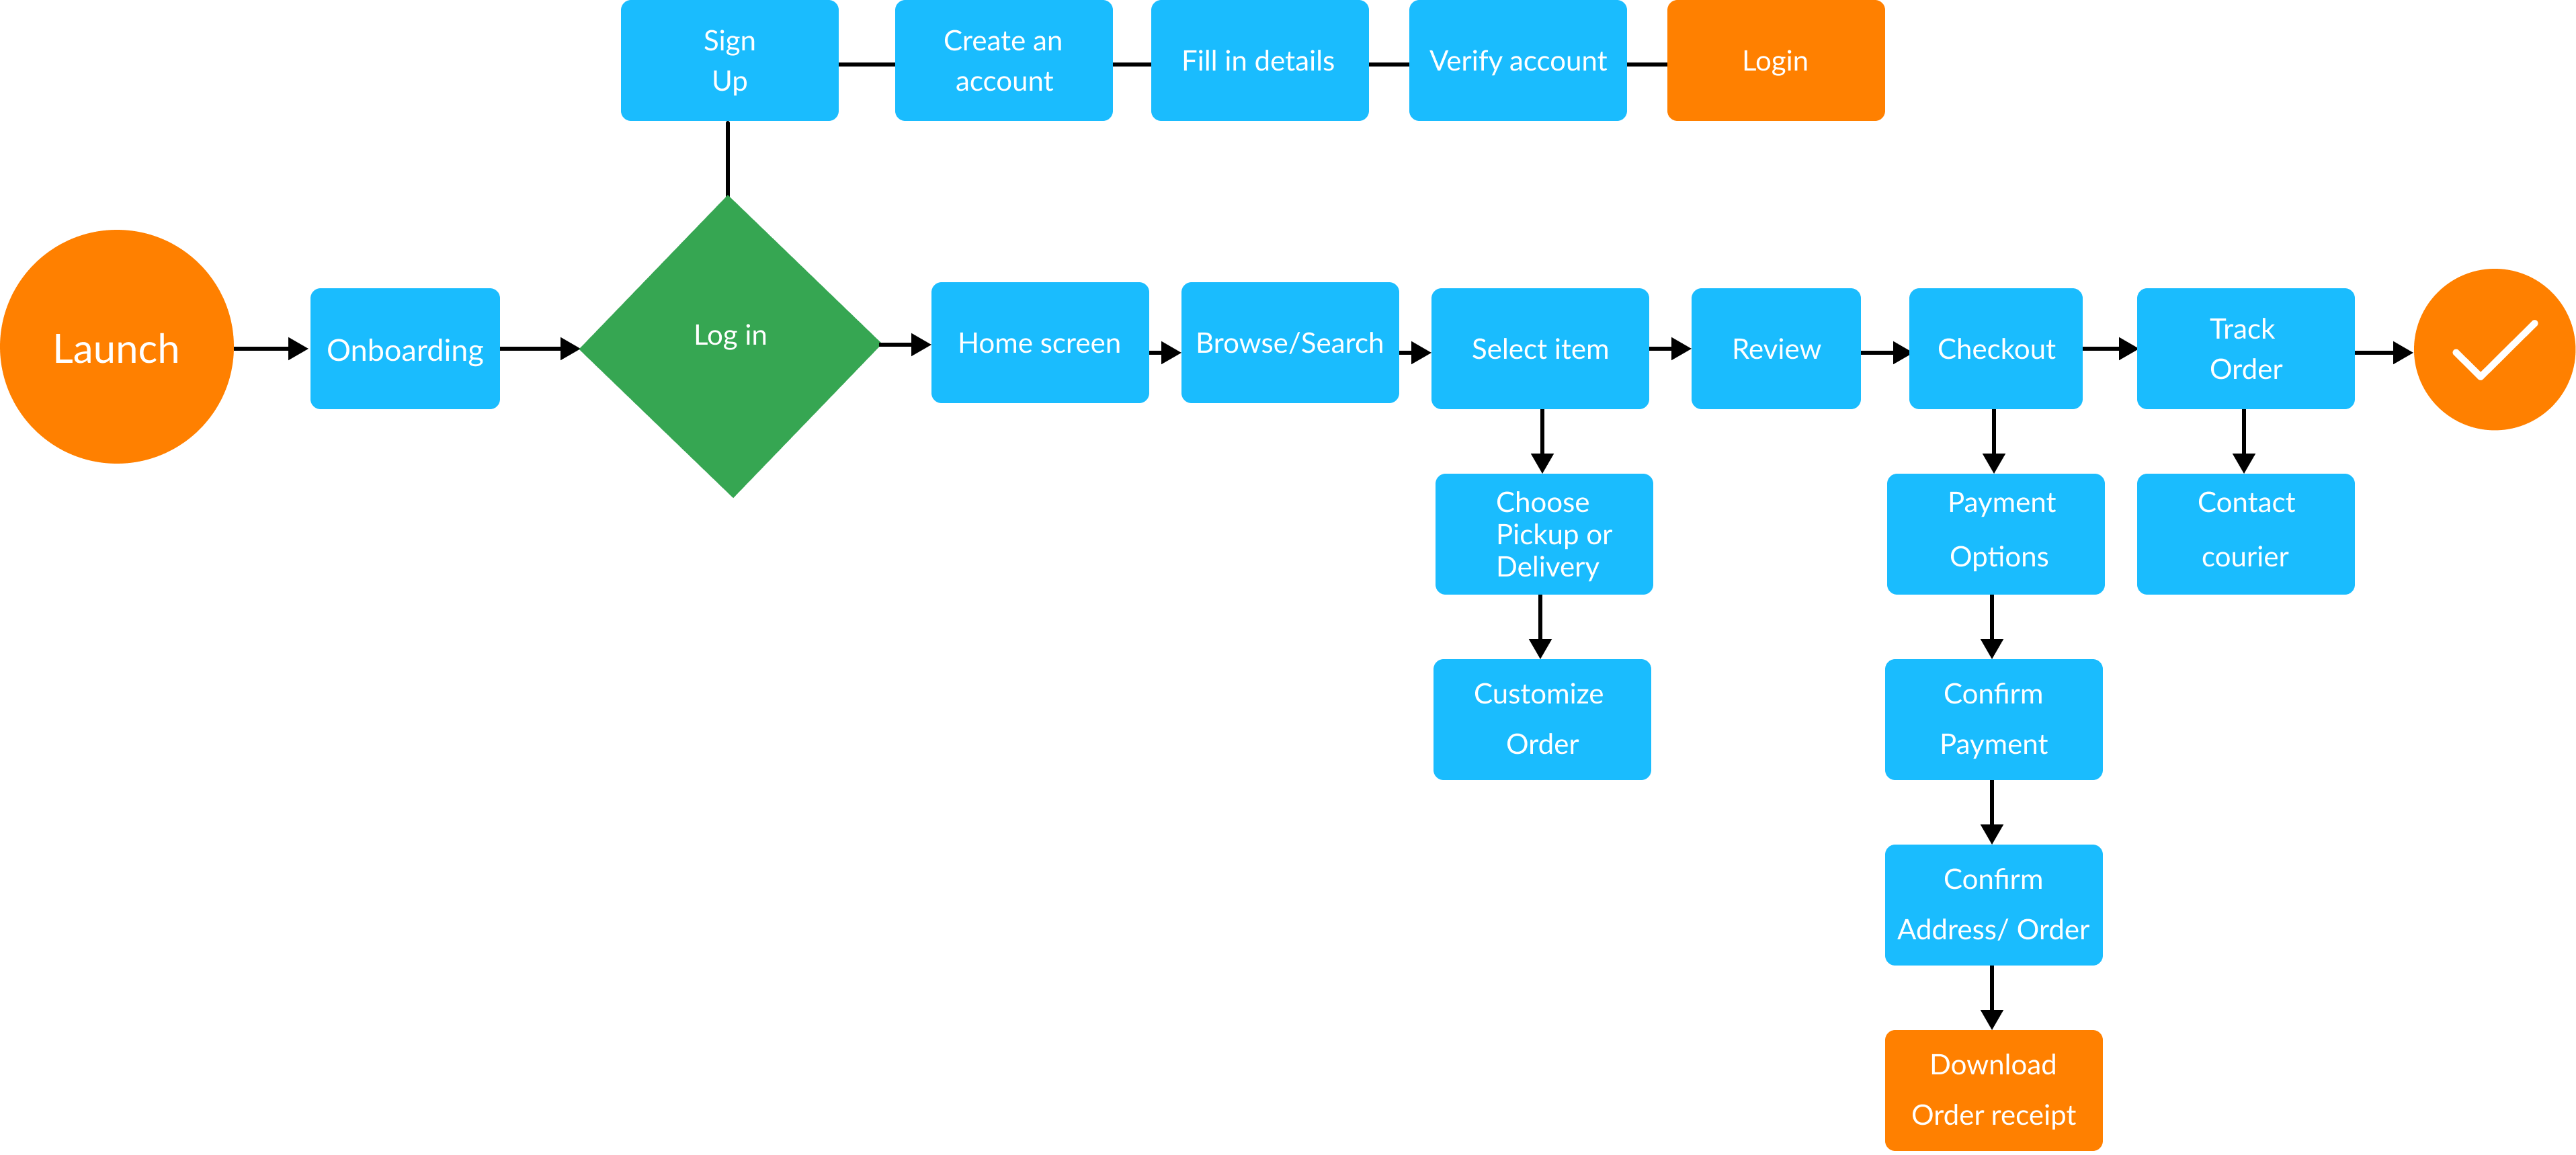 Sign
Up
Create an
account
Fill in details
Verify account
Login
Launch
Onboarding
Log in
Home screen
Browse/Search
Select item
Review
Checkout
Track
Order
Choose
Pickup or
Delivery
Payment
Options
Contact
courier
Customize
Order
Confirm
Payment
Confirm
Address/ Order
Download
Order receipt